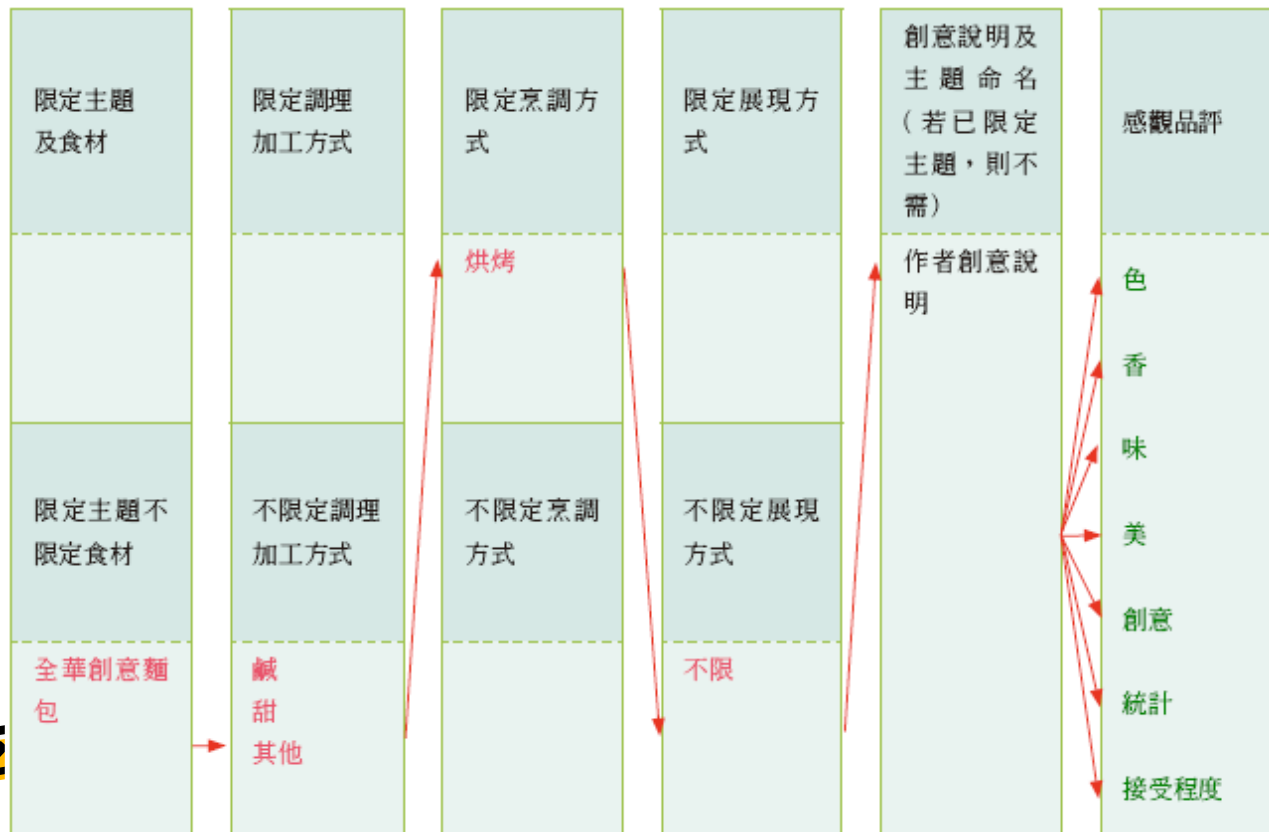 限定主題
及食材
限定調理
加工方式
限定烹調方
式
限定展現方
式
創意說明及
主題命名
(若已限定
主題,則不
需)
感觀品評
烘烤
作者創意說
明
色
香
味
美
創意
統計
接受程度
限定主題不
限定食材
不限定調理
加工方式
不限定烹調
方式
不限定展現
方式
全華創意麵
包
鹹
甜
其他
不限